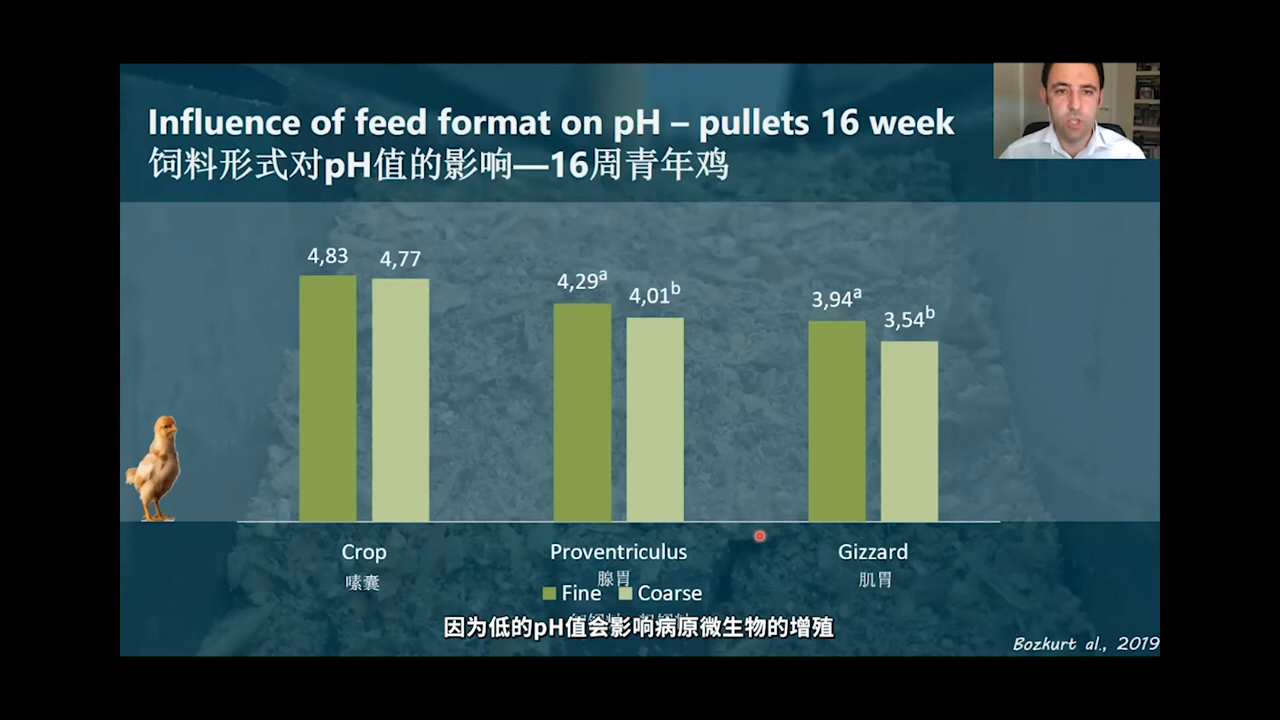 Influence of feed format on pH – pullets 16 week
饲料形式对pH值的影响—16周青年鸡
4,83
4,77
4,29a
4,01b
3,94a
3,54b
Crop
Proventriculus
Gizzard
嗉囊
腺胃
肌胃
Fine
Coarse
因为低的pH值会影响病原微生物的增殖
Bozkurt al., 2019